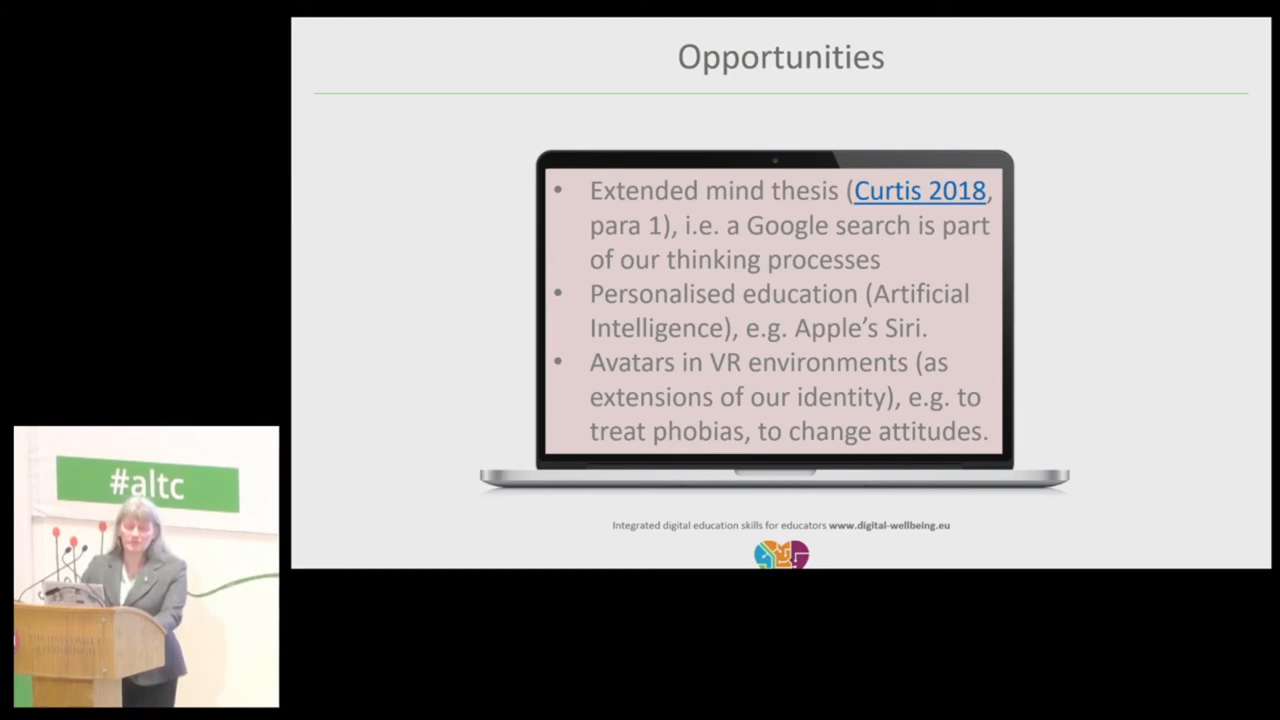 Opportunities
• Extended mind thesis (Curtis 2018,
para 1), i.e. a Google search is part
of our thinking processes
• Personalised education (Artificial
Intelligence), e.g. Apple’s Siri.
• Avatars in VR environments (as
extensions of our identity), e.g. to
treat phobias, to change attitudes.
Integrated digital education skills for educators www.digital-wellbeing.eu
#altc